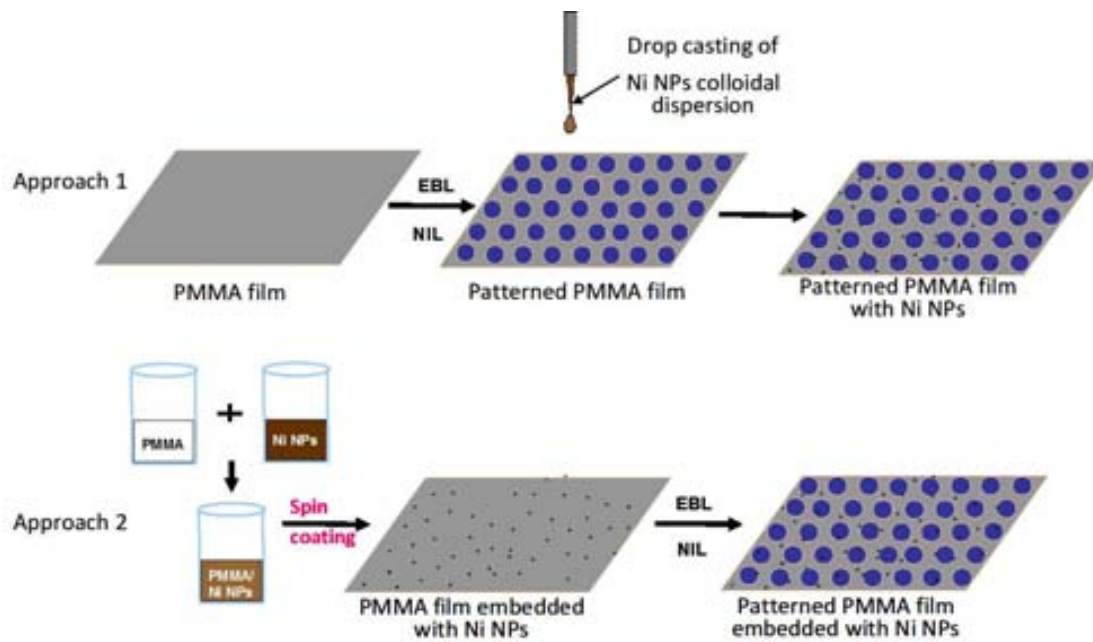 Drop casting of
Ni NPs colloidal
dispersion
Approach 1
EBL
NIL
PMMA film
Patterned PMMA film
Patterned PMMA film
with Ni NPs
PMMA
+
Ni NPs
Approach 2
Spin
coating
PMMA/
Ni NPs
EBL
NIL
PMMA film embedded
with Ni NPs
Patterned PMMA film
embedded with Ni NPs